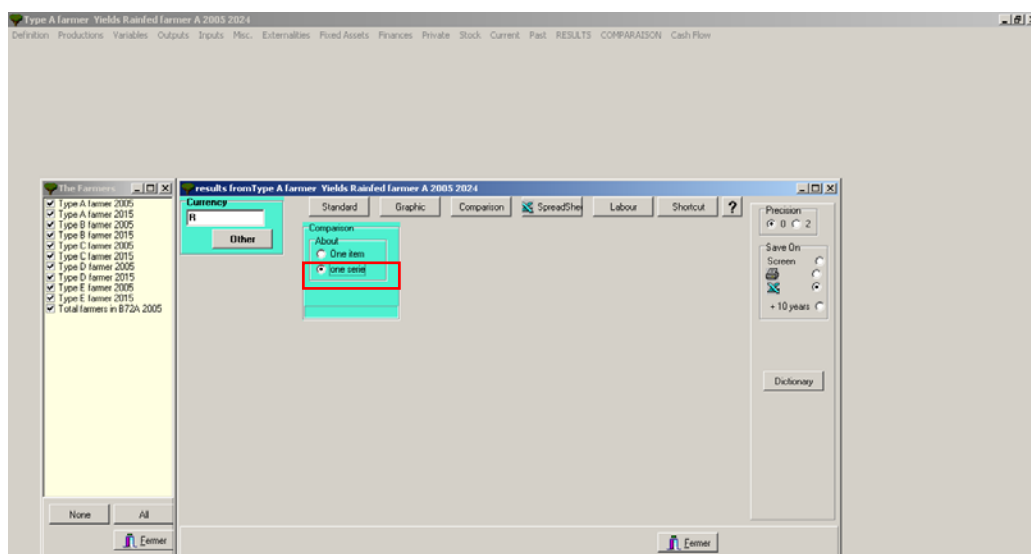 Type A farmer Yields Rainfed farmer A 2005 2024
Definition Productions Variables Outputs Inputs Misc. Externalities Fixed Assets Finances Private Stock Current Past RESULTS COMPARAISON Cash Flow
The Farmers
Type A farmer 2005
Type A farmer 2015
Type B farmer 2005
Type B farmer 2015
Type C farmer 2005
Type C farmer 2015
Type D farmer 2005
Type D farmer 2015
Type E farmer 2005
Type E farmer 2015
Total farmers in B72A 2005
None All
Fermer
results fromType A farmer Yields Rainfed farmer A 2005 2024
Currency
R
Other
Standard Graphic Comparison SpreadShe Labour Shortcut ?
Comparison
About
One item
one serie
Precision
0 2
Save On
Screen
+ 10 years
Dictionary
Fermer